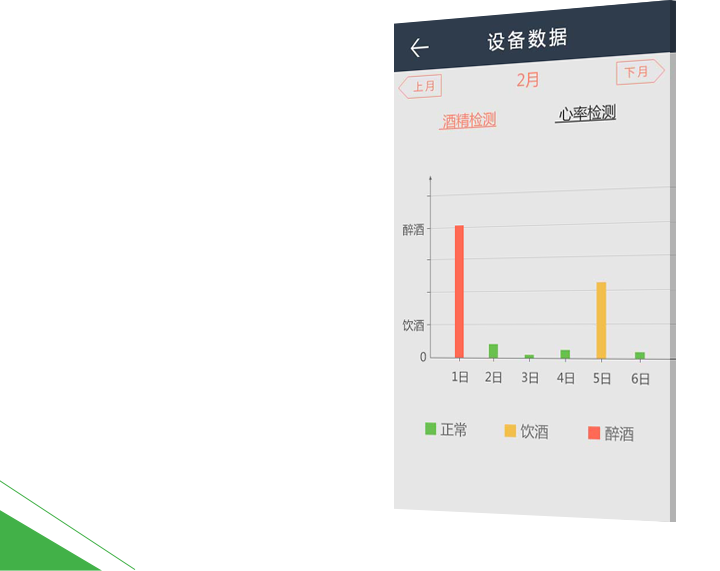 设备数据
上月 2月 下月
酒精检测 心率检测
醉酒
饮酒
0
1日 2日 3日 4日 5日 6日
正常 饮酒 醉酒